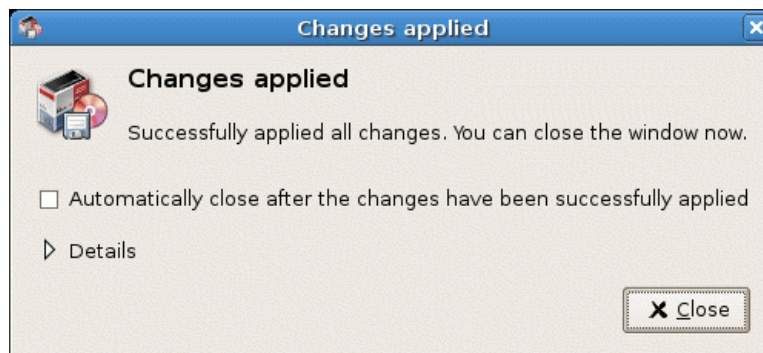 Changes applied
Changes applied
Successfully applied all changes. You can close the window now.
Automatically close after the changes have been successfully applied
Details
Close